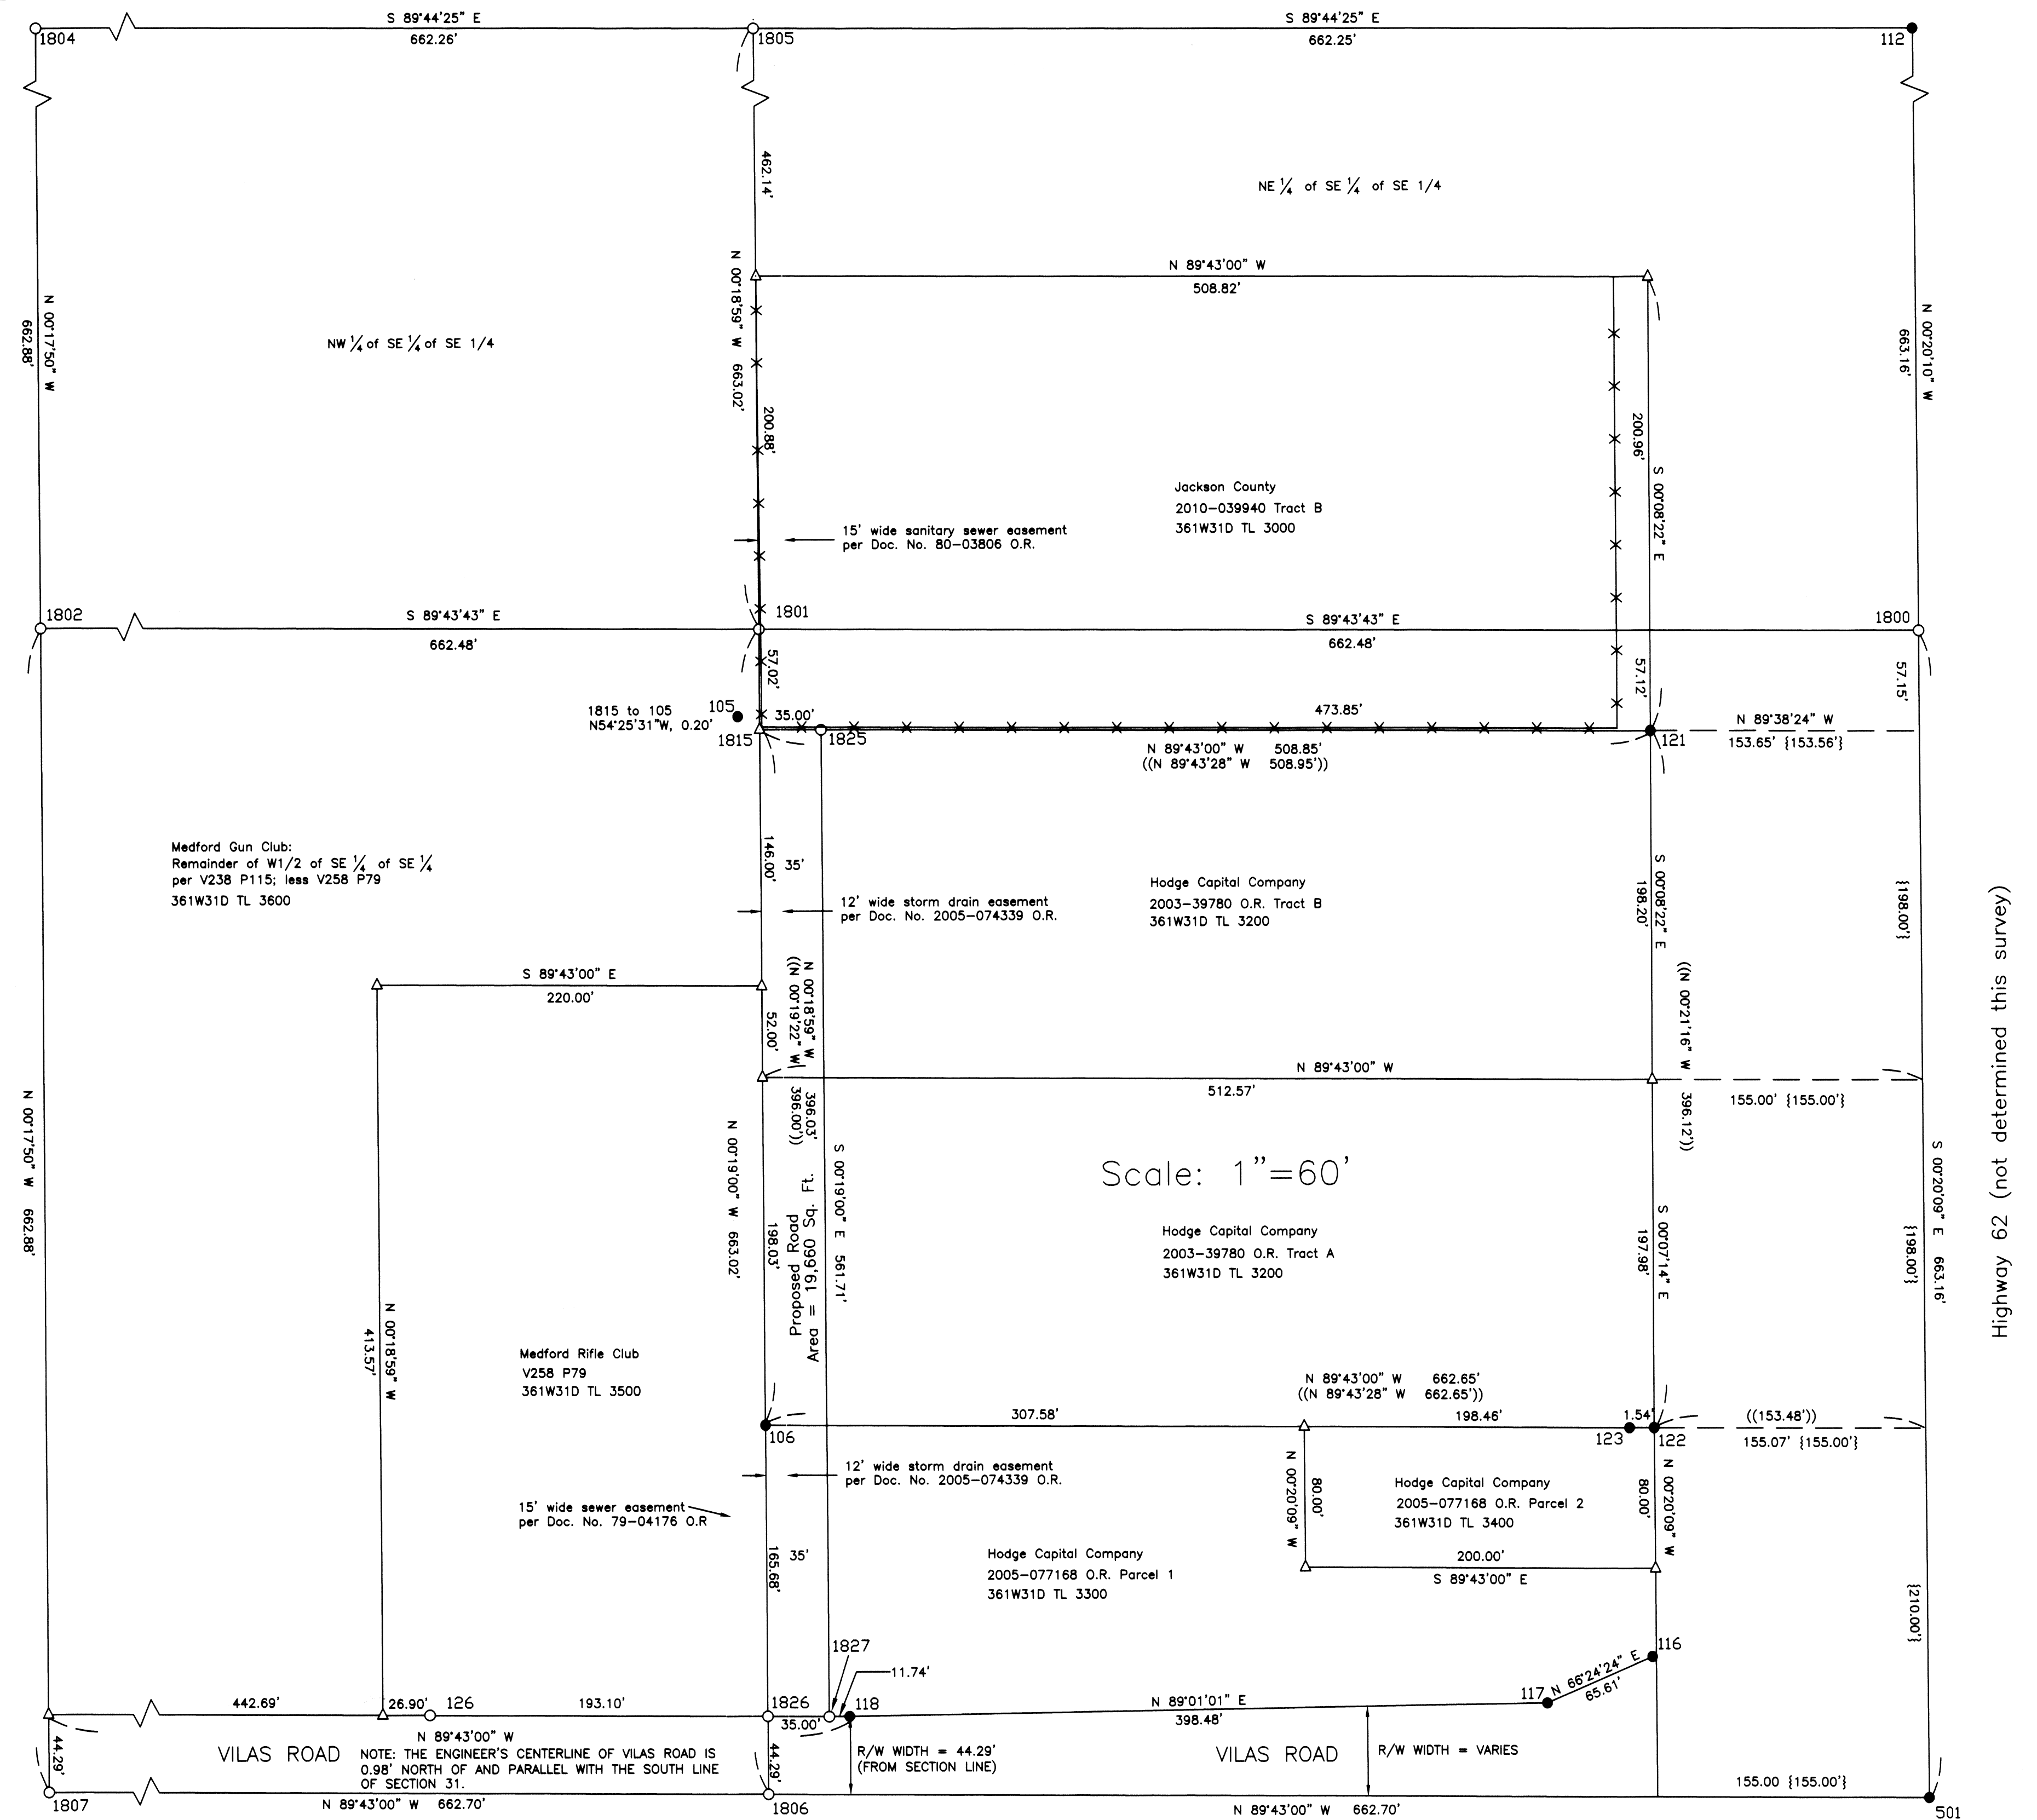 S 89°44'25" E
662.26'
S 89°44'25" E
662.25'
1804
1805
112
462.14'
NE 1/4 of SE 1/4 of SE 1/4
N 89°43'00" W
508.82'
N 00°18'59" W 663.02'
N 00°17'50" W
662.88'
NW 1/4 of SE 1/4 of SE 1/4
N 00°20'10" W
663.16'
200.88'
200.96'
S 00°08'22" E
Jackson County
2010-039940 Tract B
361W31D TL 3000
15' wide sanitary sewer easement
per Doc. No. 80-03806 O.R.
1802
S 89°43'43" E
662.48'
1801
S 89°43'43" E
662.48'
1800
57.02'
57.12'
57.15'
1815 to 105
N54°25'31"W, 0.20'
105
1815
35.00'
1825
473.85'
N 89°43'00" W 508.85'
((N 89°43'28" W 508.95'))
121
N 89°38'24" W
153.65' {153.56'}
Medford Gun Club:
Remainder of W1/2 of SE 1/4 of SE 1/4
per V238 P115; less V258 P79
361W31D TL 3600
146.00'
35'
12' wide storm drain easement
per Doc. No. 2005-074339 O.R.
Hodge Capital Company
2003-39780 O.R. Tract B
361W31D TL 3200
S 00°08'22" E
198.20'
{198.00'}
Highway 62 (not determined this survey)
S 89°43'00" E
220.00'
52.00'
N 00°18'59" W 396.03'
((N 00°19'22" W 396.00'))
((N 00°21'16" W 396.12'))
N 89°43'00" W
512.57'
155.00' {155.00'}
N 00°17'50" W 662.88'
N 00°19'00" W 663.02'
198.03'
Proposed Road
Area = 19,660 Sq. Ft.
S 00°19'00" E 561.71'
Scale: 1"=60'
Hodge Capital Company
2003-39780 O.R. Tract A
361W31D TL 3200
S 00°07'14" E
197.98'
{198.00'}
S 00°20'09" E 663.16'
N 00°18'59" W
413.57'
Medford Rifle Club
V258 P79
361W31D TL 3500
N 89°43'00" W 662.65'
((N 89°43'28" W 662.65'))
307.58'
198.46'
1.54'
((153.48'))
106
123
122
155.07' {155.00'}
12' wide storm drain easement
per Doc. No. 2005-074339 O.R.
15' wide sewer easement
per Doc. No. 79-04176 O.R
N 00°20'09" W
80.00'
Hodge Capital Company
2005-077168 O.R. Parcel 2
361W31D TL 3400
80.00'
N 00°20'09" W
200.00'
S 89°43'00" E
165.68'
35'
Hodge Capital Company
2005-077168 O.R. Parcel 1
361W31D TL 3300
{210.00'}
1827
11.74'
116
N 66°24'24" E
65.61'
117
442.69'
26.90'
126
193.10'
1826
35.00'
118
N 89°01'01" E
398.48'
N 89°43'00" W
44.29'
VILAS ROAD
NOTE: THE ENGINEER'S CENTERLINE OF VILAS ROAD IS
0.98' NORTH OF AND PARALLEL WITH THE SOUTH LINE
OF SECTION 31.
44.29'
R/W WIDTH = 44.29'
(FROM SECTION LINE)
VILAS ROAD
R/W WIDTH = VARIES
155.00 {155.00'}
1807
N 89°43'00" W 662.70'
1806
N 89°43'00" W 662.70'
501